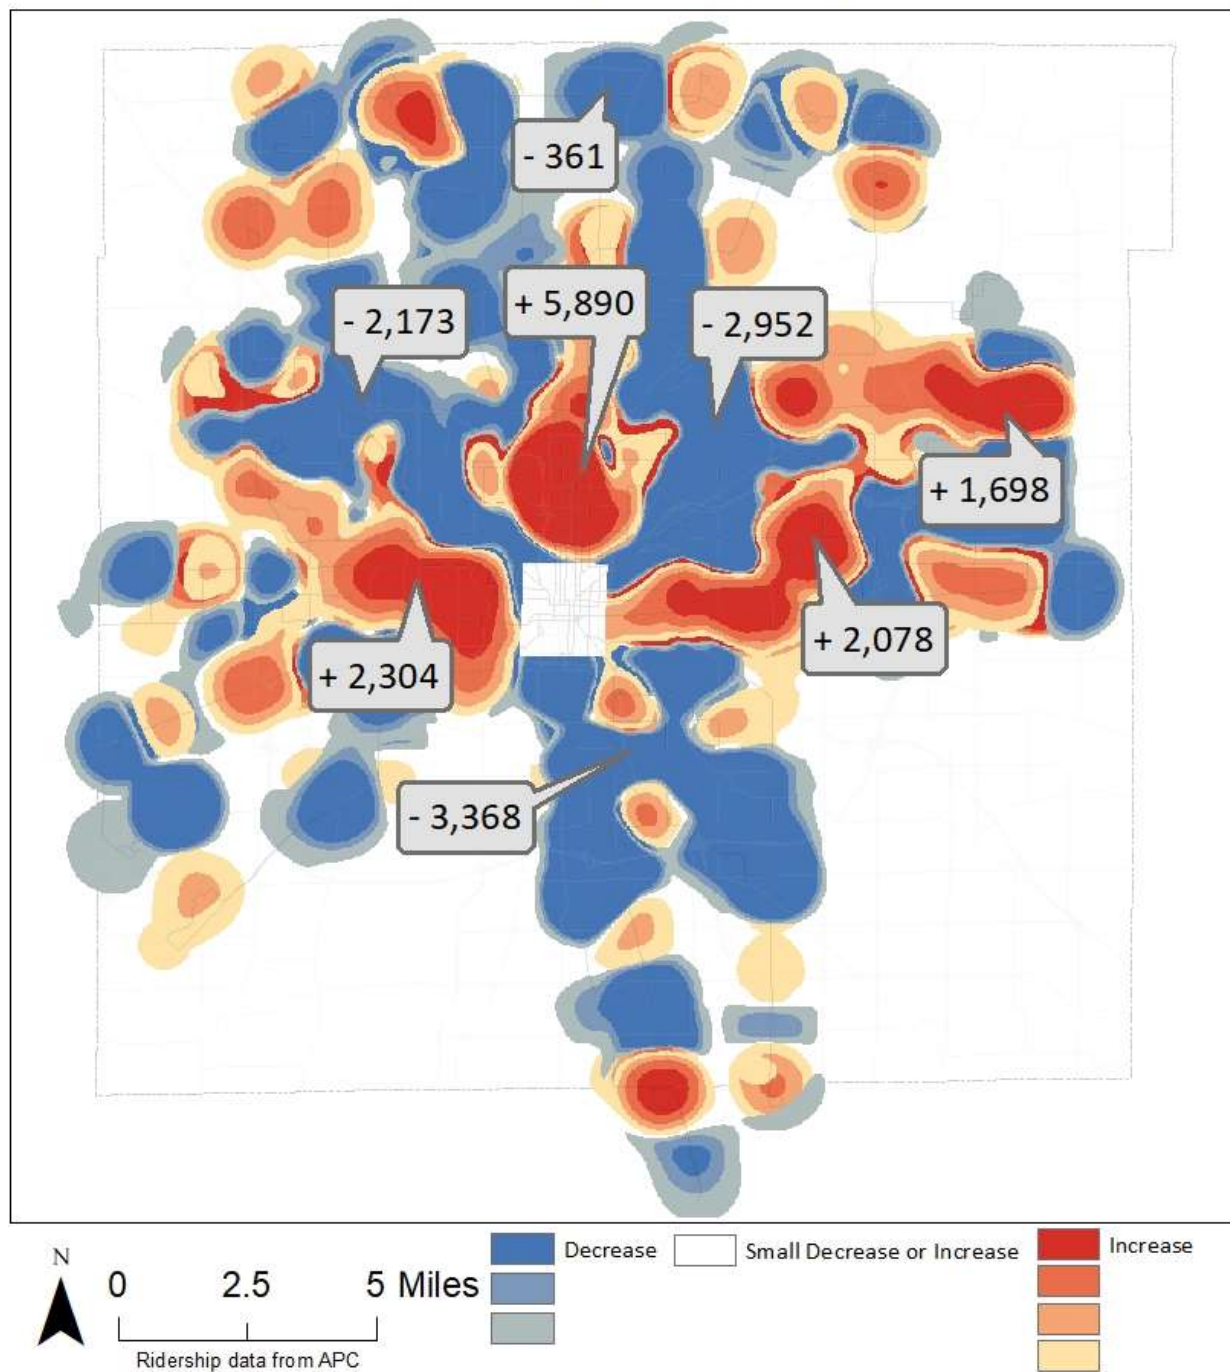 - 361
- 2,173
+ 5,890
- 2,952
+ 1,698
+ 2,304
+ 2,078
- 3,368
N
0 2.5 5 Miles
Ridership data from APC
Decrease
Small Decrease or Increase
Increase